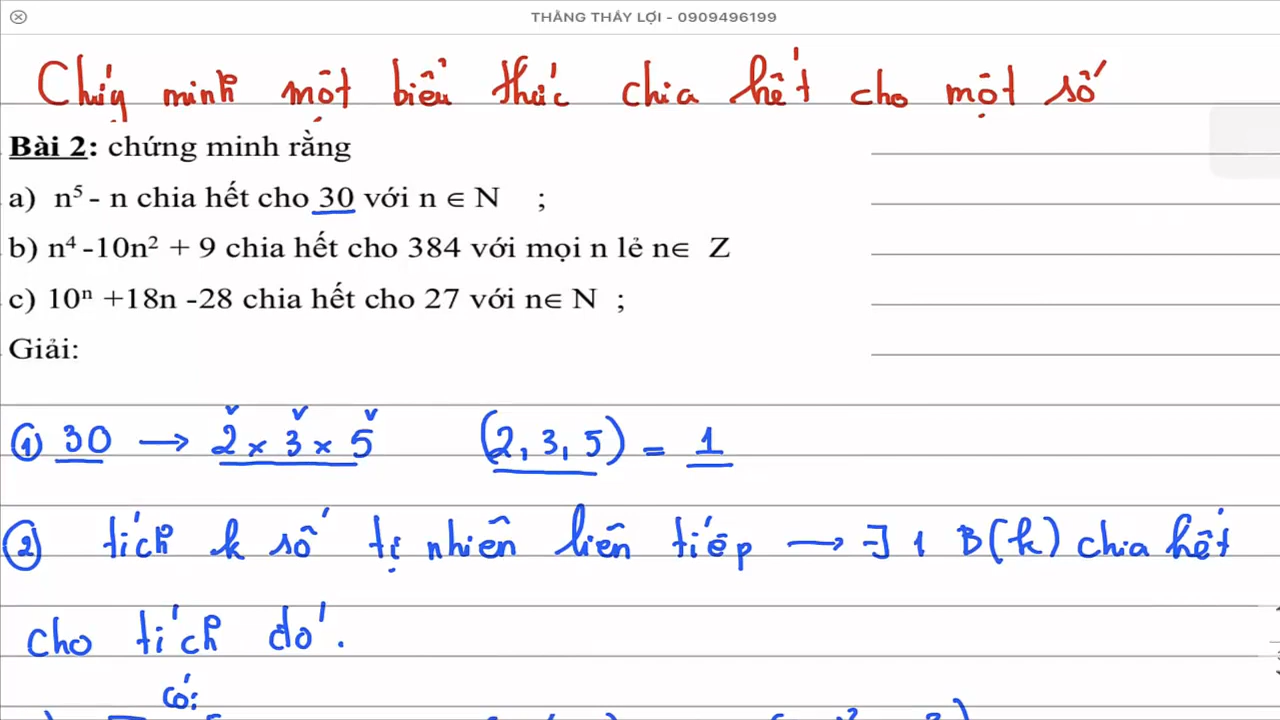 THẮNG THẦY LỢI - 0909496199
Chứng minh một biểu thức chia hết cho một số
Bài 2: chứng minh rằng
a) n⁵ - n chia hết cho 30 với n ∈ N ;
b) n⁴ -10n² + 9 chia hết cho 384 với mọi n lẻ n∈ Z
c) 10ⁿ +18n -28 chia hết cho 27 với n∈ N ;
Giải:
① 30 → 2 × 3 × 5 (2, 3, 5) = 1
② tích k số tự nhiên liên tiếp → ∃ 1 B(k) chia hết
cho tích đó.
có: